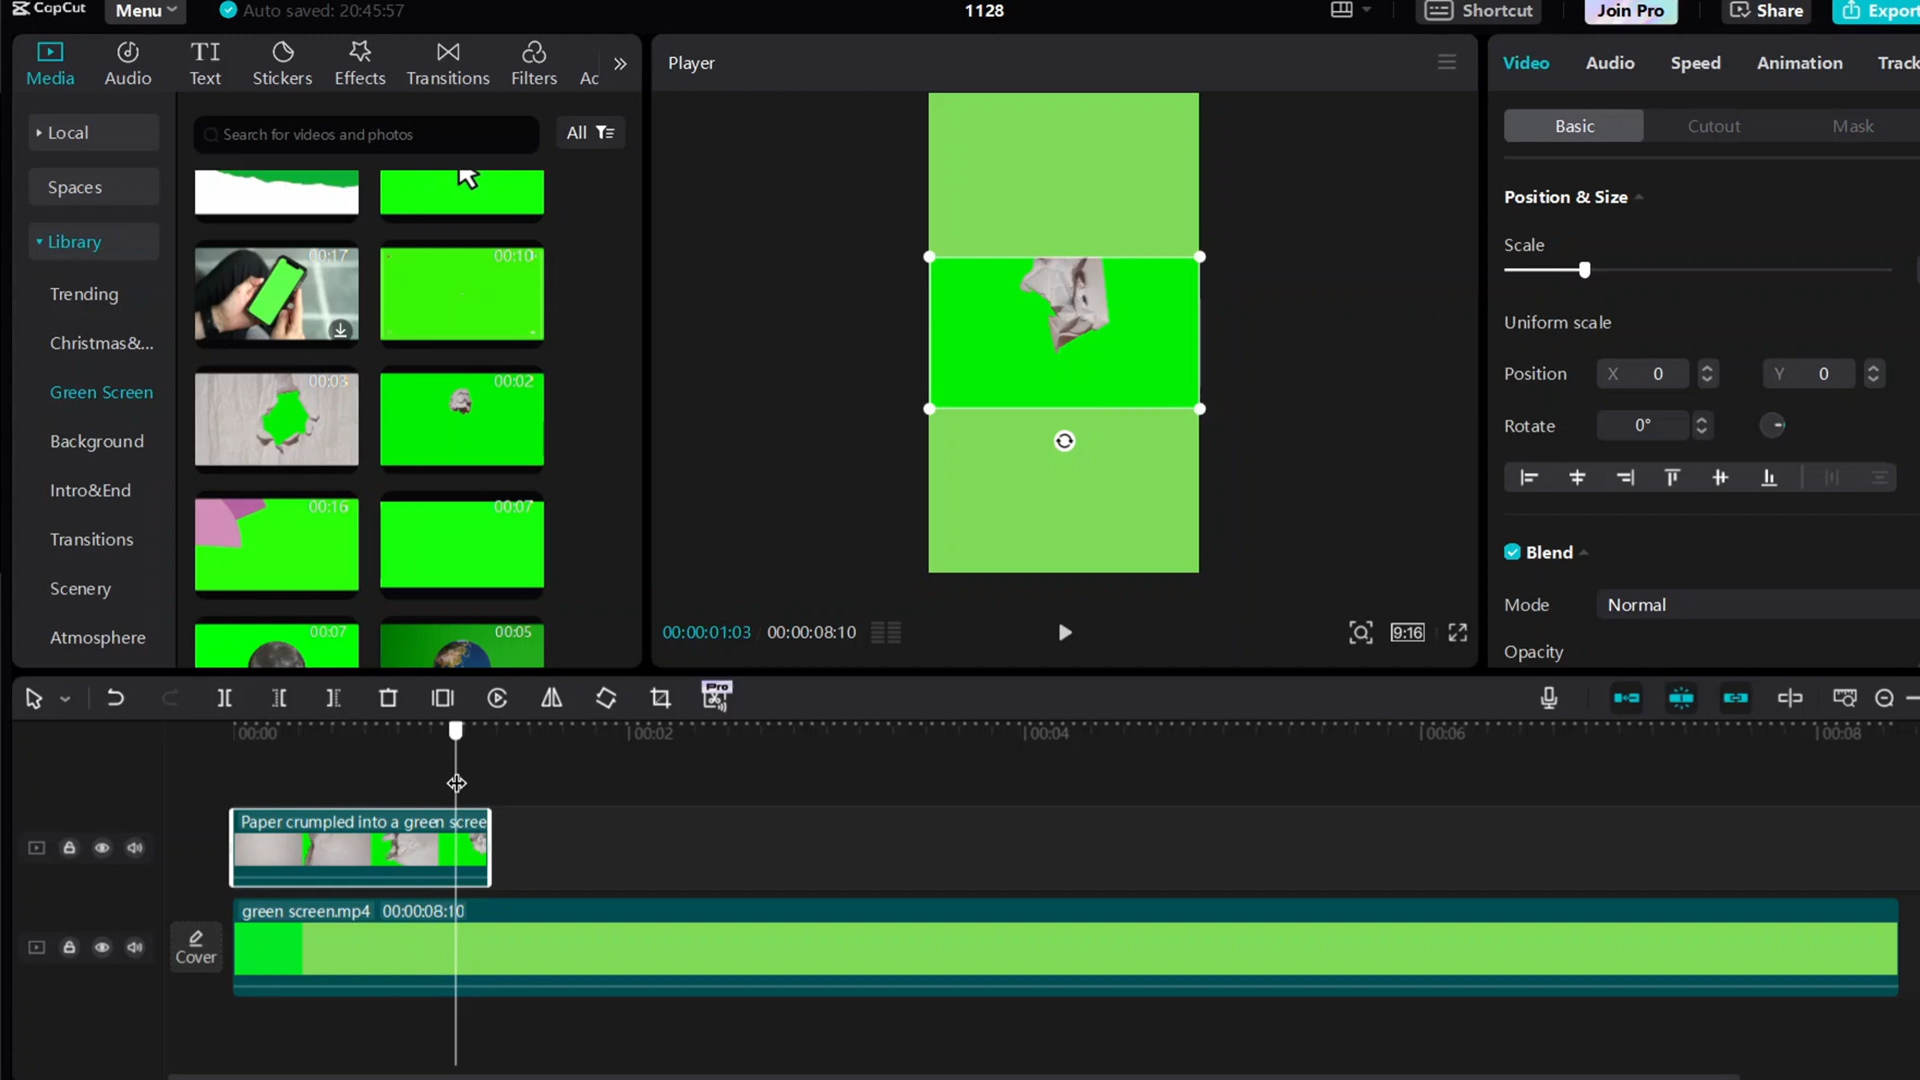 CapCut
Menu
Auto saved: 20:45:57
1128
Shortcut
Join Pro
Share
Export
Media
Audio
Text
Stickers
Effects
Transitions
Filters
Ac
Local
Spaces
Library
Trending
Christmas&...
Green Screen
Background
Intro&End
Transitions
Scenery
Atmosphere
Search for videos and photos
All
00:17
00:10
00:03
00:02
00:16
00:07
00:07
00:05
Player
00:00:01:03 / 00:00:08:10
9:16
Video
Audio
Speed
Animation
Track
Basic
Cutout
Mask
Position & Size
Scale
Uniform scale
Position X 0 Y 0
Rotate 0°
Blend
Mode Normal
Opacity
Pro
00:00
00:02
00:04
00:06
00:08
Paper crumpled into a green scree
Cover
green screen.mp4 00:00:08:10